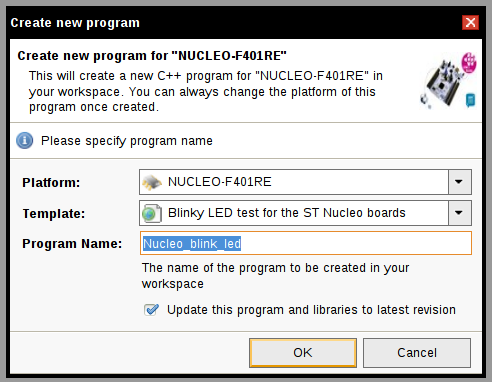 Create new program
Create new program for "NUCLEO-F401RE"
This will create a new C++ program for "NUCLEO-F401RE" in
your workspace. You can always change the platform of this
program once created.
Please specify program name
Platform: NUCLEO-F401RE
Template: Blinky LED test for the ST Nucleo boards
Program Name: Nucleo_blink_led
The name of the program to be created in your
workspace
Update this program and libraries to latest revision
OK Cancel